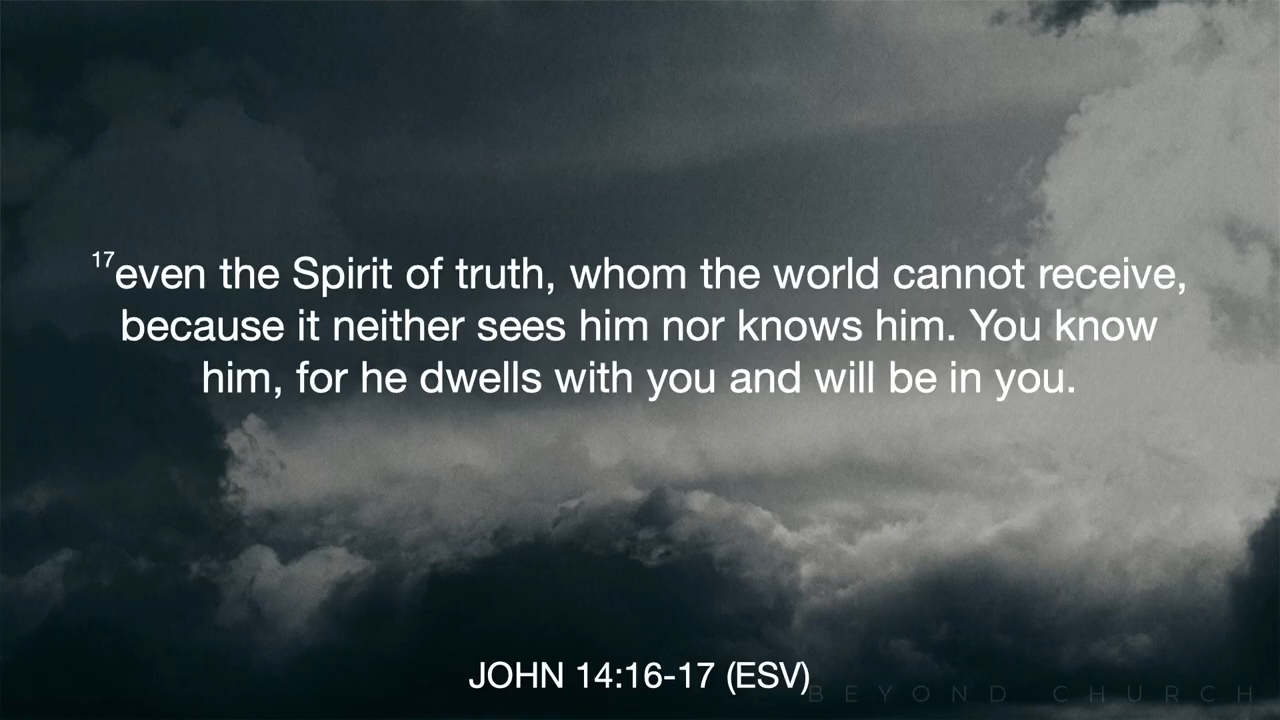 17even the Spirit of truth, whom the world cannot receive,
because it neither sees him nor knows him. You know
him, for he dwells with you and will be in you.
JOHN 14:16-17 (ESV)
BEYOND CHURCH